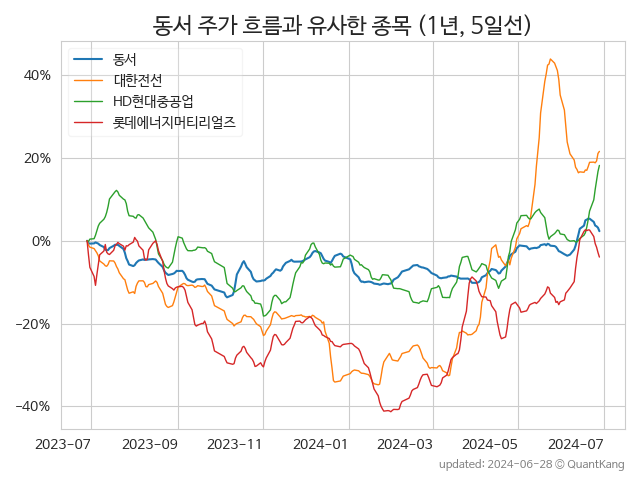 동서 주가 흐름과 유사한 종목 (1년, 5일선)
동서
대한전선
HD현대중공업
롯데에너지머티리얼즈
40%
20%
0%
−20%
−40%
2023-07 2023-09 2023-11 2024-01 2024-03 2024-05 2024-07
updated: 2024-06-28 © QuantKang